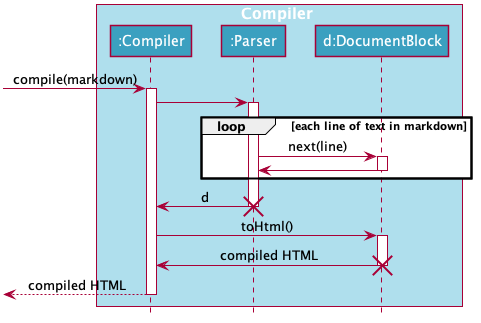 Compiler
:Compiler
:Parser
d:DocumentBlock
compile(markdown)
loop
[each line of text in markdown]
next(line)
d
toHtml()
compiled HTML
compiled HTML